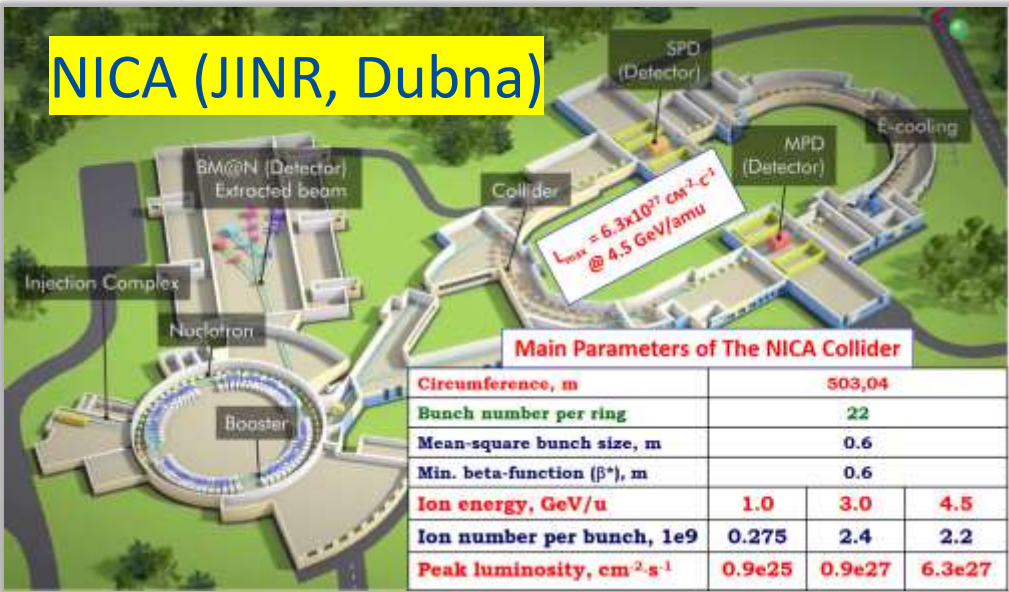 NICA (JINR, Dubna)
SPD
(Detector)
E-cooling
MPD
(Detector)
BM@N (Detector)
Extracted beam
Collider
L_max = 6.3x10²⁷ см⁻²·с⁻¹
@ 4.5 GeV/amu
Injection Complex
Nuclotron
Booster
Main Parameters of The NICA Collider
Circumference, m 503,04
Bunch number per ring 22
Mean-square bunch size, m 0.6
Min. beta-function (β*), m 0.6
Ion energy, GeV/u 1.0 3.0 4.5
Ion number per bunch, 1e9 0.275 2.4 2.2
Peak luminosity, cm⁻²·s⁻¹ 0.9e25 0.9e27 6.3e27